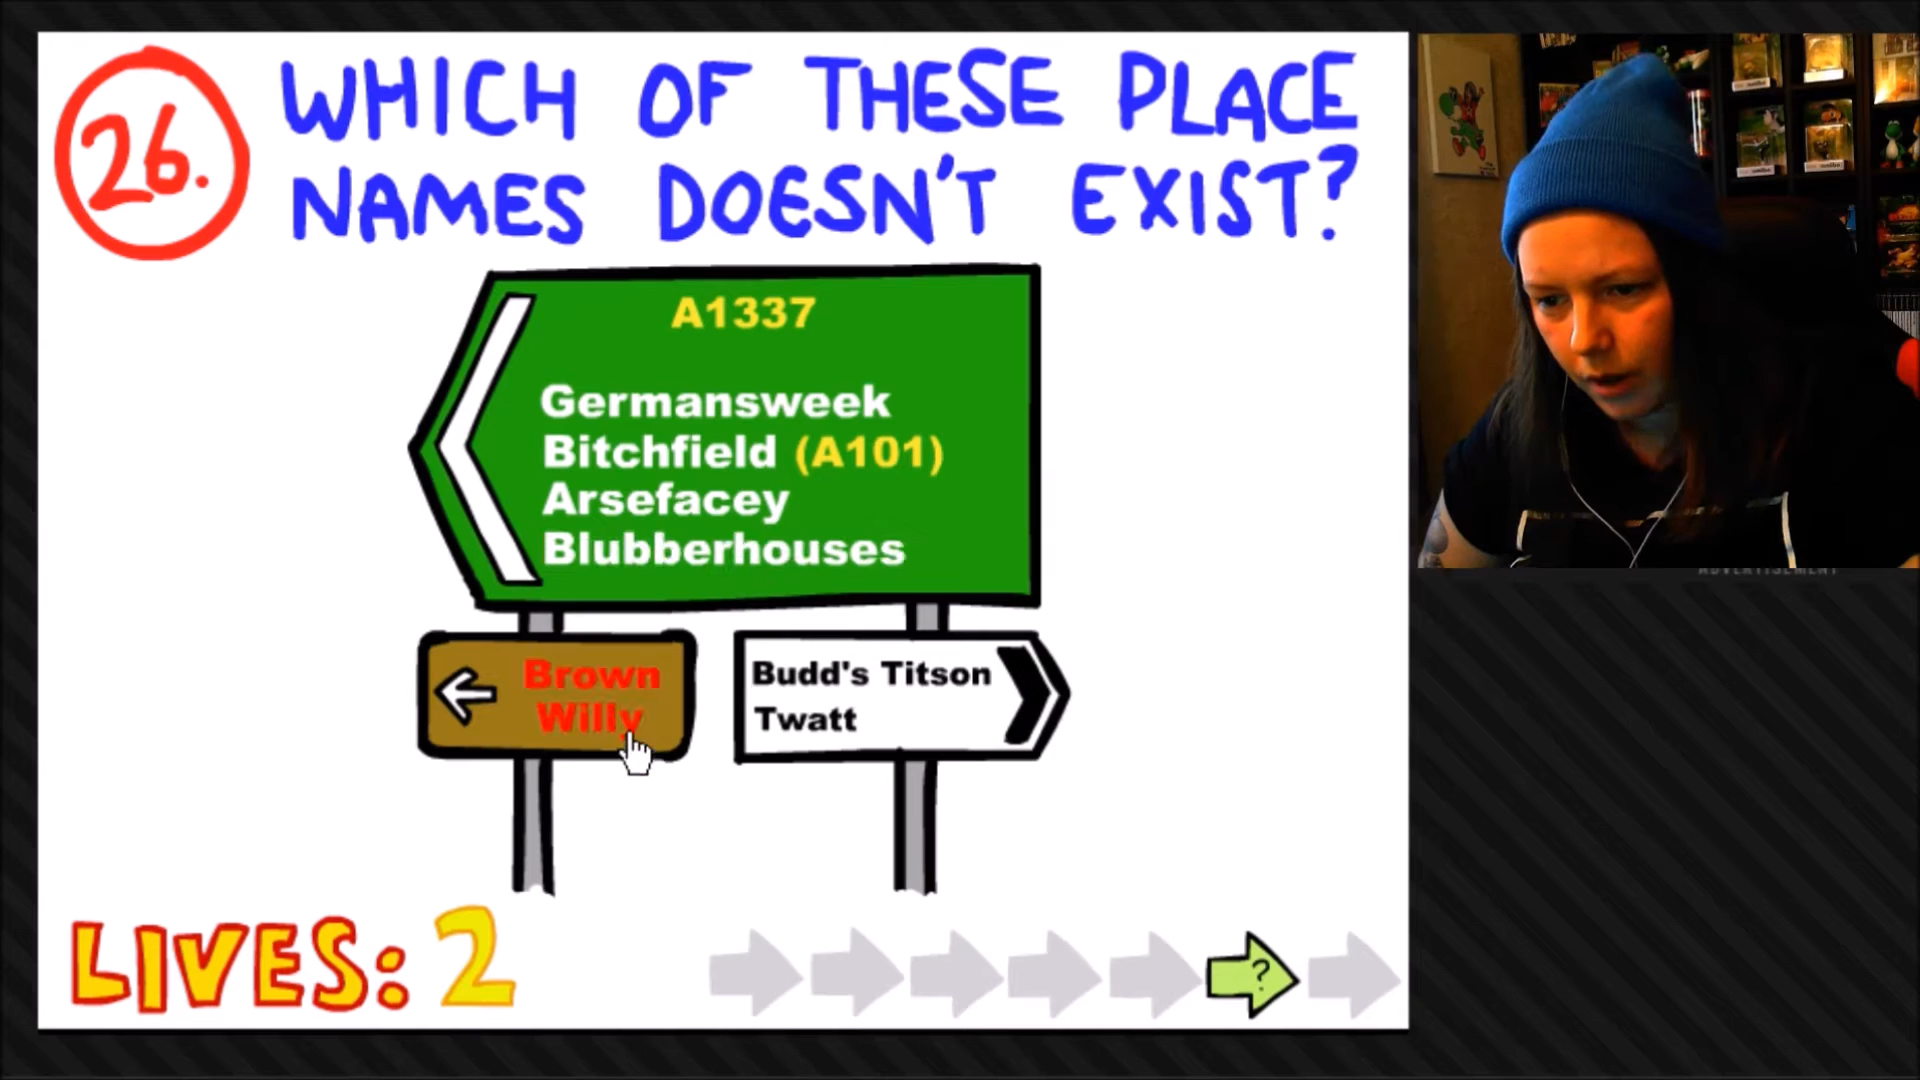 26.
WHICH OF THESE PLACE
NAMES DOESN'T EXIST?
A1337
Germansweek
Bitchfield (A101)
Arsefacey
Blubberhouses
Brown
Willy
Budd's Titson
Twatt
LIVES: 2
?
ADVERTISEMENT